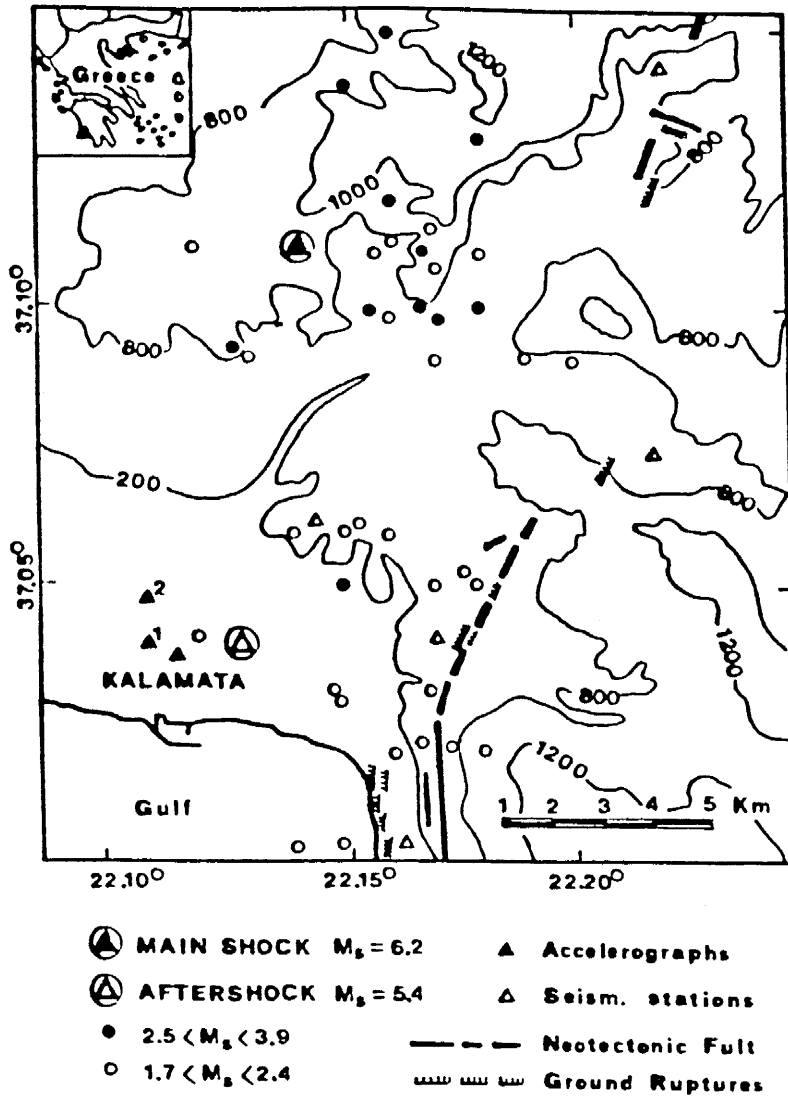 Greece
1200
800
800
1000
37.10°
800
800
200
800
37.05°
2
1
KALAMATA
1200
800
1200
Gulf
1 2 3 4 5 Km
22.10° 22.15° 22.20°
MAIN SHOCK Ms = 6.2
AFTERSHOCK Ms = 5.4
2.5 < Ms < 3.9
1.7 < Ms < 2.4
Accelerographs
Seism. stations
Neotectonic Fult
Ground Ruptures